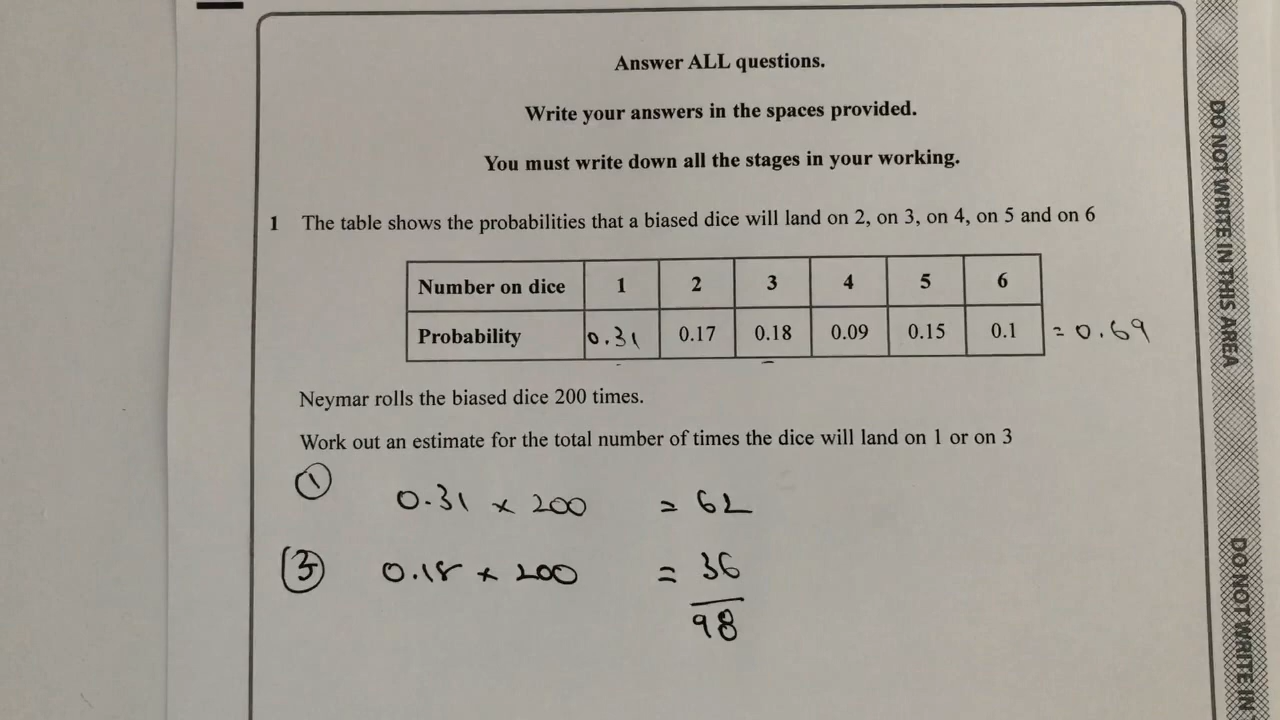 Answer ALL questions.
Write your answers in the spaces provided.
You must write down all the stages in your working.
1 The table shows the probabilities that a biased dice will land on 2, on 3, on 4, on 5 and on 6
Number on dice 1 2 3 4 5 6
Probability 0.31 0.17 0.18 0.09 0.15 0.1 = 0.69
Neymar rolls the biased dice 200 times.
Work out an estimate for the total number of times the dice will land on 1 or on 3
1 0.31 × 200 = 62
3 0.18 × 200 = 36
98
DO NOT WRITE IN THIS AREA
DO NOT WRITE IN